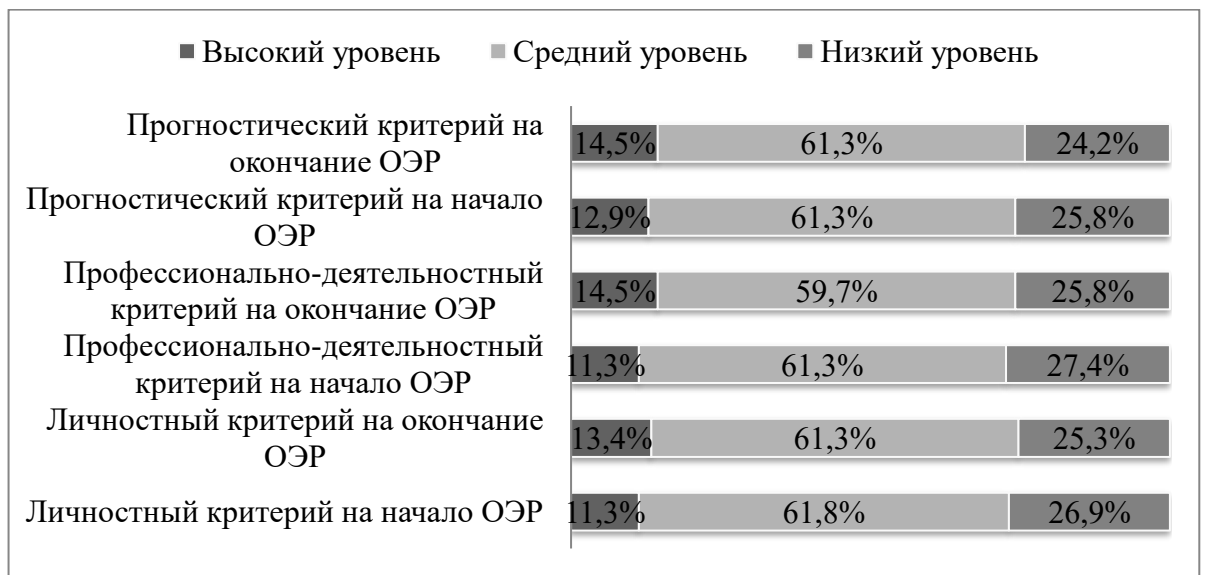 Высокий уровень Средний уровень Низкий уровень
Прогностический критерий на
окончание ОЭР
14,5% 61,3% 24,2%
Прогностический критерий на начало
ОЭР
12,9% 61,3% 25,8%
Профессионально-деятельностный
критерий на окончание ОЭР
14,5% 59,7% 25,8%
Профессионально-деятельностный
критерий на начало ОЭР
11,3% 61,3% 27,4%
Личностный критерий на окончание
ОЭР
13,4% 61,3% 25,3%
Личностный критерий на начало ОЭР
11,3% 61,8% 26,9%